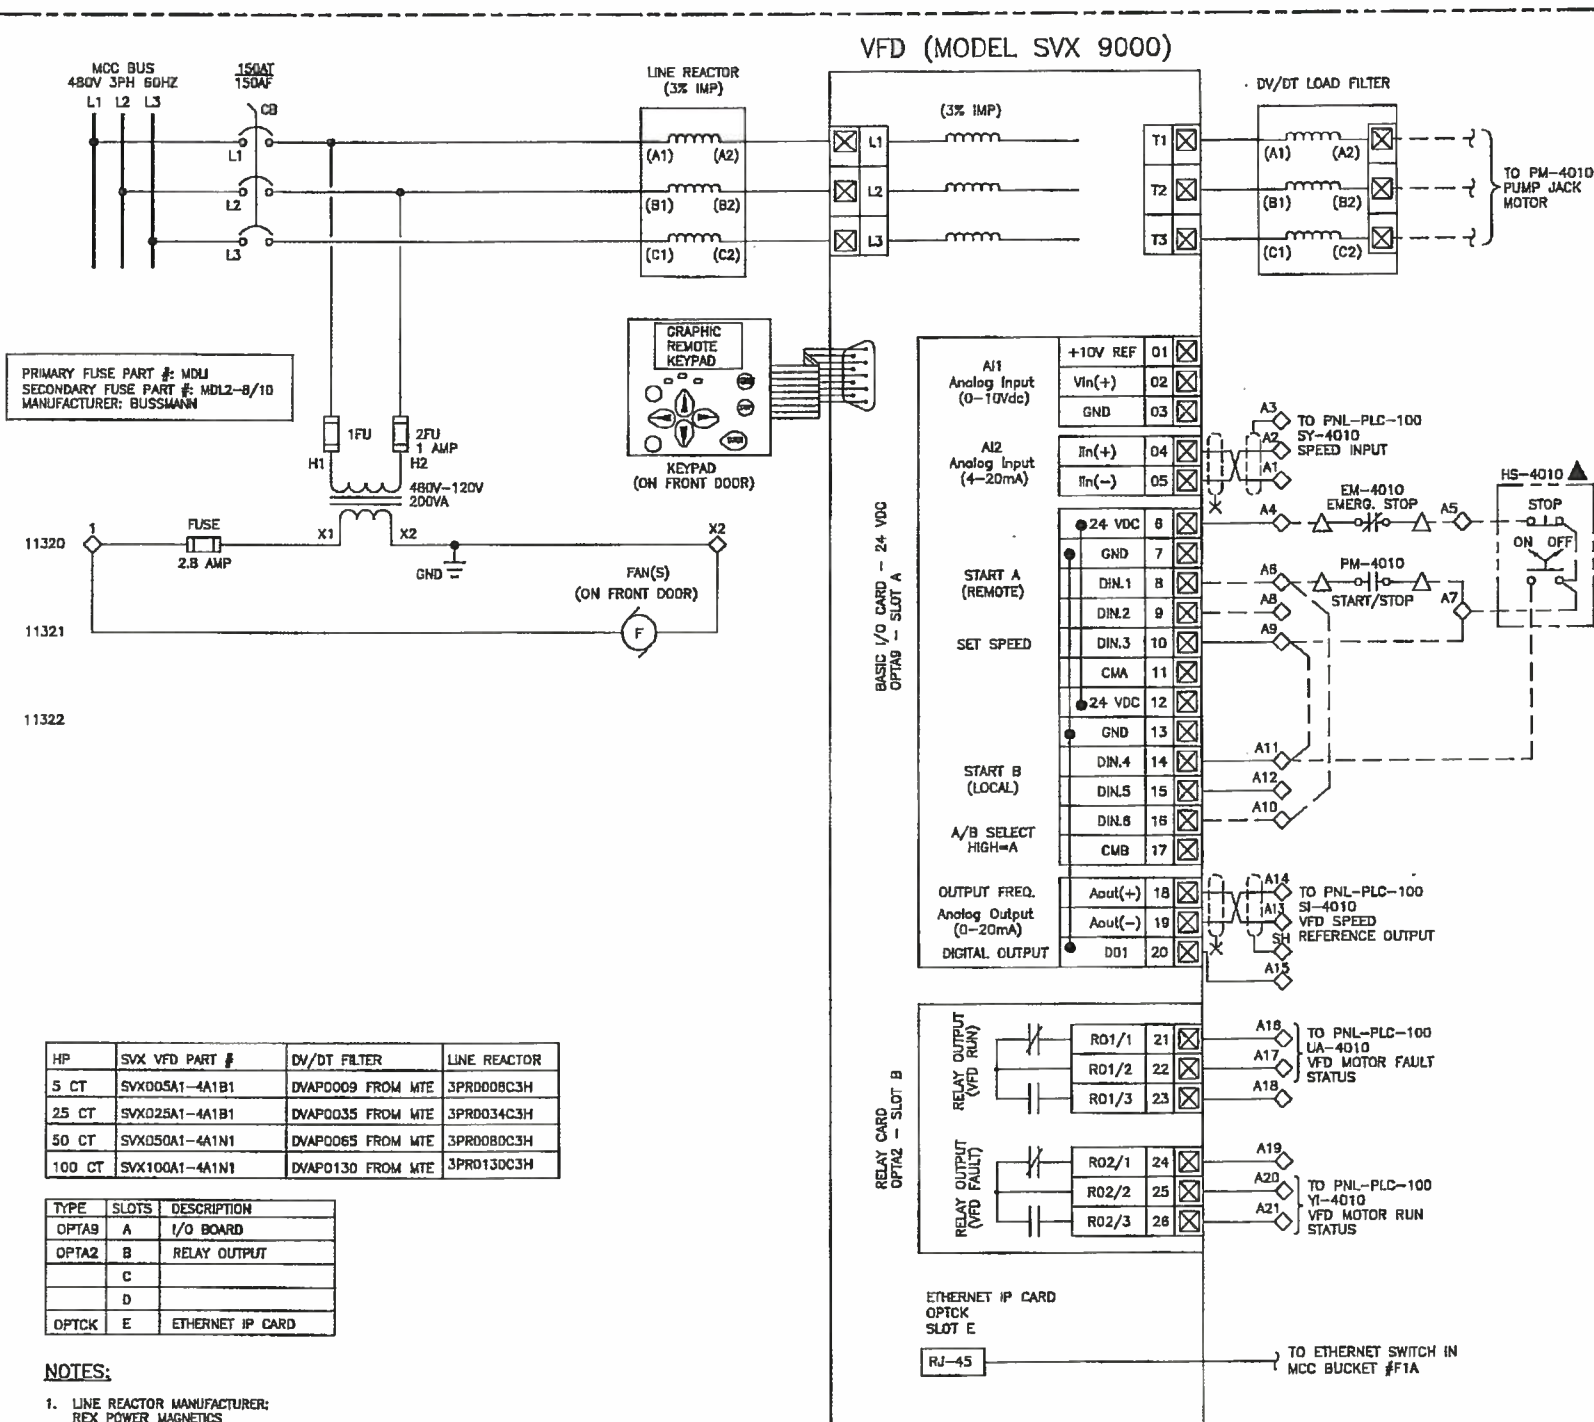 VFD (MODEL SVX 9000)
MCC BUS
480V 3PH 60HZ
L1 L2 L3
150AT
150AF
CB
L1
L2
L3
LINE REACTOR
(3% IMP)
(A1) (A2)
(B1) (B2)
(C1) (C2)
L1
L2
L3
(3% IMP)
T1
T2
T3
DV/DT LOAD FILTER
(A1) (A2)
(B1) (B2)
(C1) (C2)
TO PM-4010
PUMP JACK
MOTOR
PRIMARY FUSE PART #: MDL1
SECONDARY FUSE PART #: MDL2-8/10
MANUFACTURER: BUSSMANN
1FU
2FU
1 AMP
H1
H2
480V-120V
200VA
GRAPHIC
REMOTE
KEYPAD
KEYPAD
(ON FRONT DOOR)
11320
1
FUSE
2.8 AMP
X1
X2
GND
X2
FAN(S)
(ON FRONT DOOR)
11321
F
11322
BASIC I/O CARD - 24 VDC
OPTA9 - SLOT A
AI1
Analog Input
(0-10Vdc)
+10V REF 01
Vin(+) 02
GND 03
AI2
Analog Input
(4-20mA)
Iin(+) 04
Iin(-) 05
24 VDC 6
GND 7
START A
(REMOTE)
DIN.1 8
DIN.2 9
SET SPEED
DIN.3 10
CMA 11
24 VDC 12
GND 13
START B
(LOCAL)
DIN.4 14
DIN.5 15
A/B SELECT
HIGH=A
DIN.6 16
CMB 17
OUTPUT FREQ.
Analog Output
(0-20mA)
Aout(+) 18
Aout(-) 19
DIGITAL OUTPUT
DO1 20
A3
A2
A1
TO PNL-PLC-100
SY-4010
SPEED INPUT
A4
EM-4010
EMERG. STOP
A5
HS-4010
STOP
ON OFF
A6
PM-4010
START/STOP
A7
A8
A9
A11
A12
A10
A14
A13
SH
A15
TO PNL-PLC-100
SI-4010
VFD SPEED
REFERENCE OUTPUT
RELAY CARD
OPTA2 - SLOT B
RELAY OUTPUT
(VFD RUN)
RO1/1 21
RO1/2 22
RO1/3 23
A16
A17
A18
TO PNL-PLC-100
UA-4010
VFD MOTOR FAULT
STATUS
RELAY OUTPUT
(VFD FAULT)
RO2/1 24
RO2/2 25
RO2/3 26
A19
A20
A21
TO PNL-PLC-100
YI-4010
VFD MOTOR RUN
STATUS
ETHERNET IP CARD
OPTCK
SLOT E
RJ-45
TO ETHERNET SWITCH IN
MCC BUCKET #F1A
HP SVX VFD PART # DV/DT FILTER LINE REACTOR
5 CT SVX005A1-4A1B1 DVAP0009 FROM MTE 3PR0008C3H
25 CT SVX025A1-4A1B1 DVAP0035 FROM MTE 3PR0034C3H
50 CT SVX050A1-4A1N1 DVAP0065 FROM MTE 3PR0080C3H
100 CT SVX100A1-4A1N1 DVAP0130 FROM MTE 3PR0130C3H
TYPE SLOTS DESCRIPTION
OPTA9 A I/O BOARD
OPTA2 B RELAY OUTPUT
C
D
OPTCK E ETHERNET IP CARD
NOTES:
1. LINE REACTOR MANUFACTURER:
REX POWER MAGNETICS